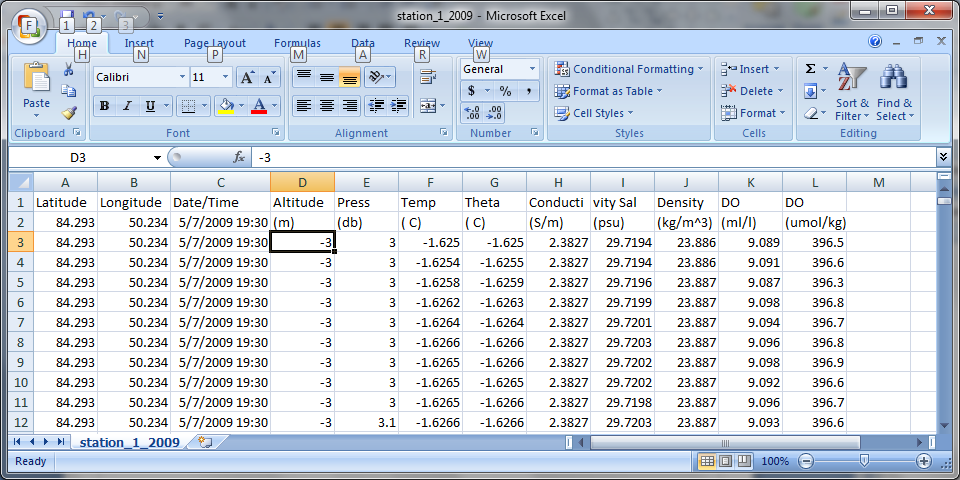 station_1_2009 - Microsoft Excel
F 1 2 3
Home Insert Page Layout Formulas Data Review View
H N P M A R W
Paste Calibri 11 A A General Conditional Formatting Insert Σ
B I U A $ % , Format as Table Delete Sort & Find &
.0 .00 .00 .0 Cell Styles Format Filter Select
Clipboard Font Alignment Number Styles Cells Editing
D3 fx -3
A B C D E F G H I J K L M
1 Latitude Longitude Date/Time Altitude Press Temp Theta Conducti vity Sal Density DO DO
2 84.293 50.234 5/7/2009 19:30 (m) (db) ( C) ( C) (S/m) (psu) (kg/m^3) (ml/l) (umol/kg)
3 84.293 50.234 5/7/2009 19:30 -3 3 -1.625 -1.625 2.3827 29.7194 23.886 9.089 396.5
4 84.293 50.234 5/7/2009 19:30 -3 3 -1.6254 -1.6255 2.3827 29.7194 23.886 9.091 396.6
5 84.293 50.234 5/7/2009 19:30 -3 3 -1.6258 -1.6259 2.3827 29.7196 23.886 9.087 396.3
6 84.293 50.234 5/7/2009 19:30 -3 3 -1.6262 -1.6263 2.3827 29.7199 23.887 9.098 396.8
7 84.293 50.234 5/7/2009 19:30 -3 3 -1.6264 -1.6264 2.3827 29.7201 23.887 9.094 396.7
8 84.293 50.234 5/7/2009 19:30 -3 3 -1.6266 -1.6266 2.3827 29.7203 23.887 9.096 396.8
9 84.293 50.234 5/7/2009 19:30 -3 3 -1.6265 -1.6266 2.3827 29.7202 23.887 9.098 396.9
10 84.293 50.234 5/7/2009 19:30 -3 3 -1.6265 -1.6265 2.3827 29.7202 23.887 9.092 396.6
11 84.293 50.234 5/7/2009 19:30 -3 3 -1.6265 -1.6266 2.3827 29.7198 23.887 9.096 396.7
12 84.293 50.234 5/7/2009 19:30 -3 3.1 -1.6266 -1.6266 2.3827 29.7203 23.887 9.093 396.6
station_1_2009
Ready 100%